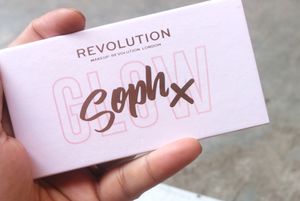 REVOLUTION
MAKEUP REVOLUTION LONDON
GLOW
Soph x